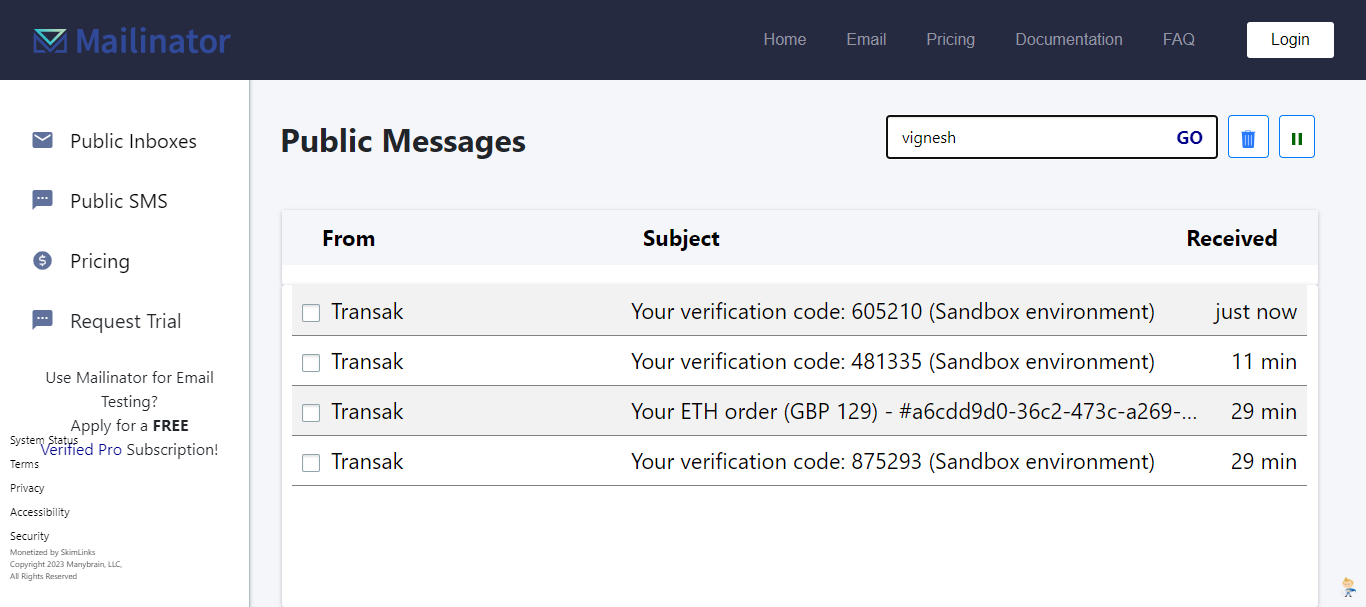 Mailinator
Home Email Pricing Documentation FAQ Login
Public Inboxes
Public SMS
Pricing
Request Trial
Use Mailinator for Email
Testing?
Apply for a FREE
Verified Pro Subscription!
System Status
Terms
Privacy
Accessibility
Security
Monetized by SkimLinks
Copyright 2023 Manybrain, LLC,
All Rights Reserved
Public Messages
vignesh GO
From Subject Received
Transak Your verification code: 605210 (Sandbox environment) just now
Transak Your verification code: 481335 (Sandbox environment) 11 min
Transak Your ETH order (GBP 129) - #a6cdd9d0-36c2-473c-a269-... 29 min
Transak Your verification code: 875293 (Sandbox environment) 29 min